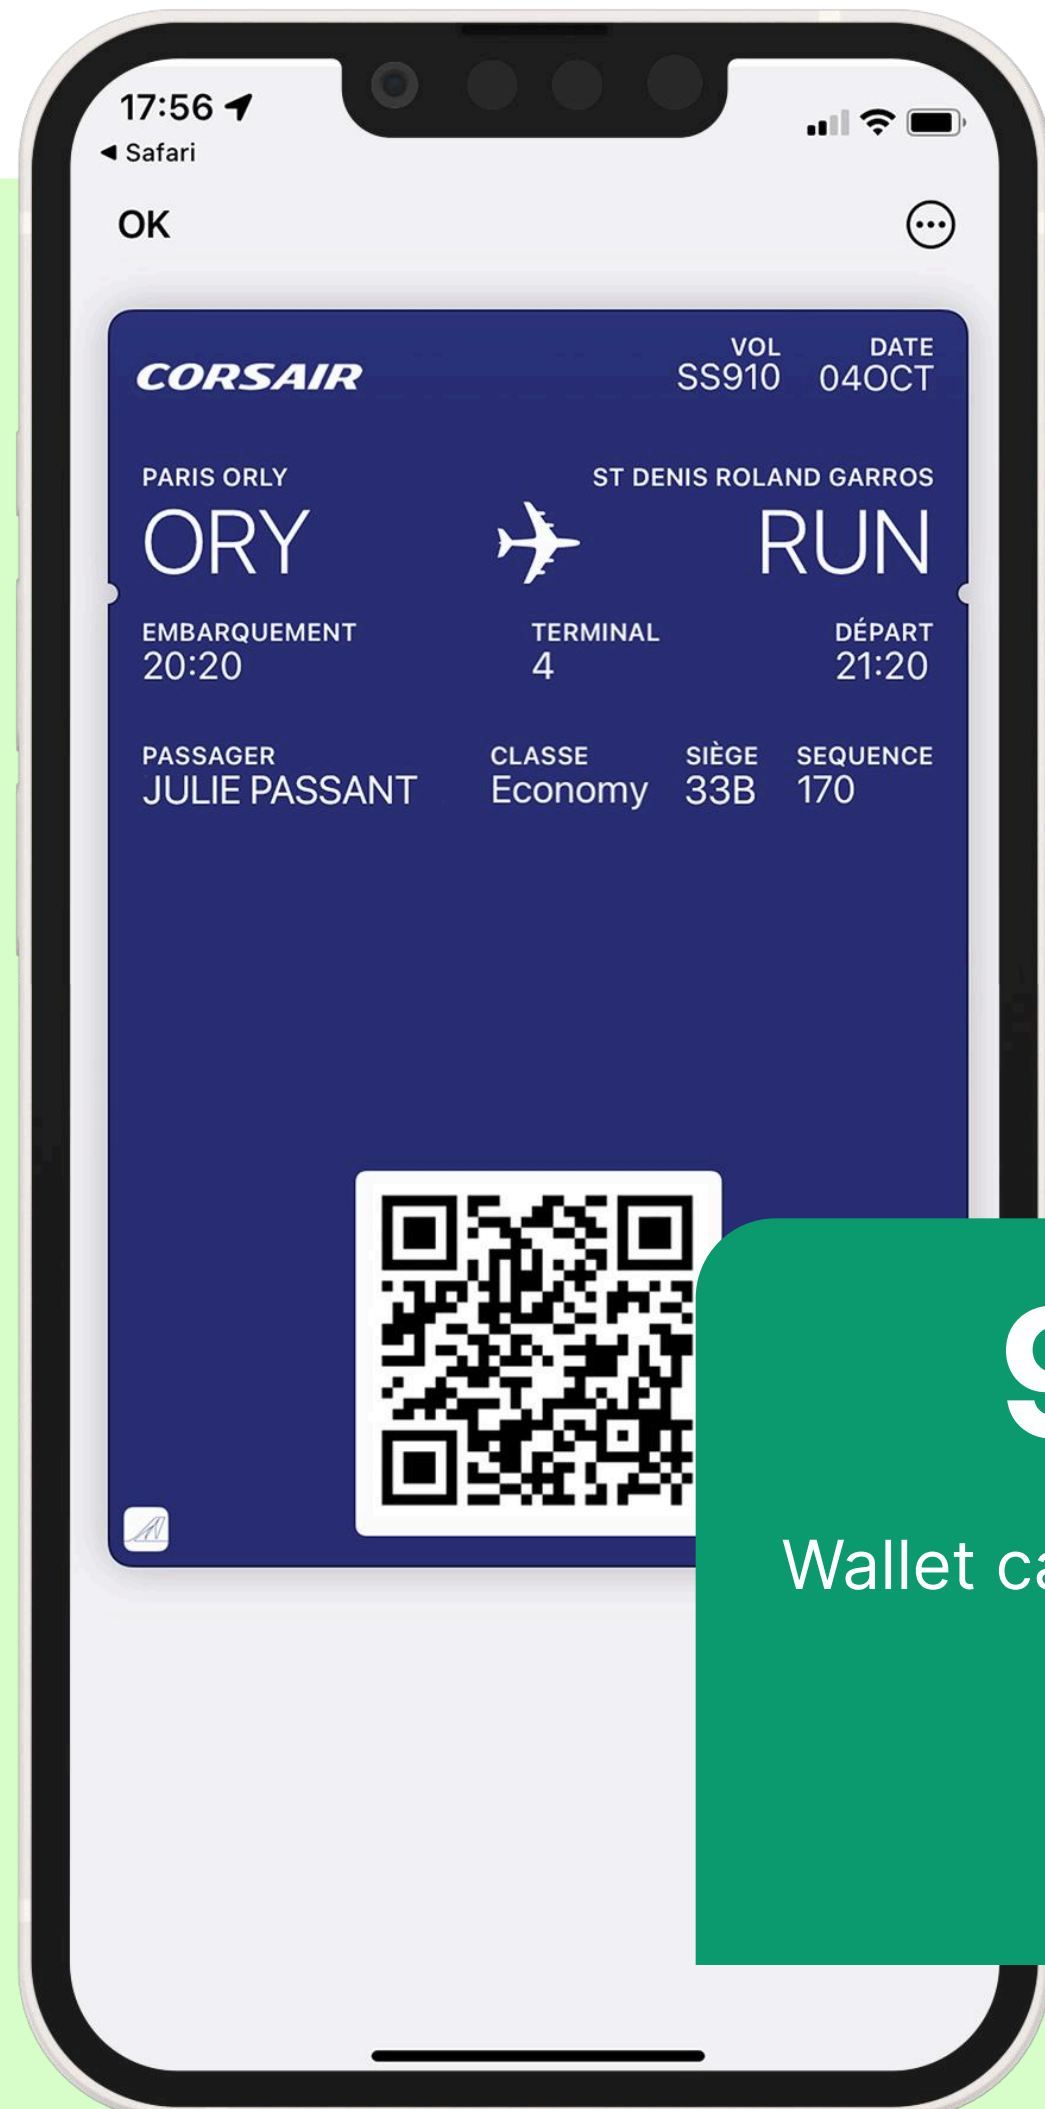 17:56
Safari
OK
CORSAIR
VOL DATE
SS910 04OCT
PARIS ORLY ST DENIS ROLAND GARROS
ORY RUN
EMBARQUEMENT TERMINAL DÉPART
20:20 4 21:20
PASSAGER CLASSE SIÈGE SEQUENCE
JULIE PASSANT Economy 33B 170
Wallet